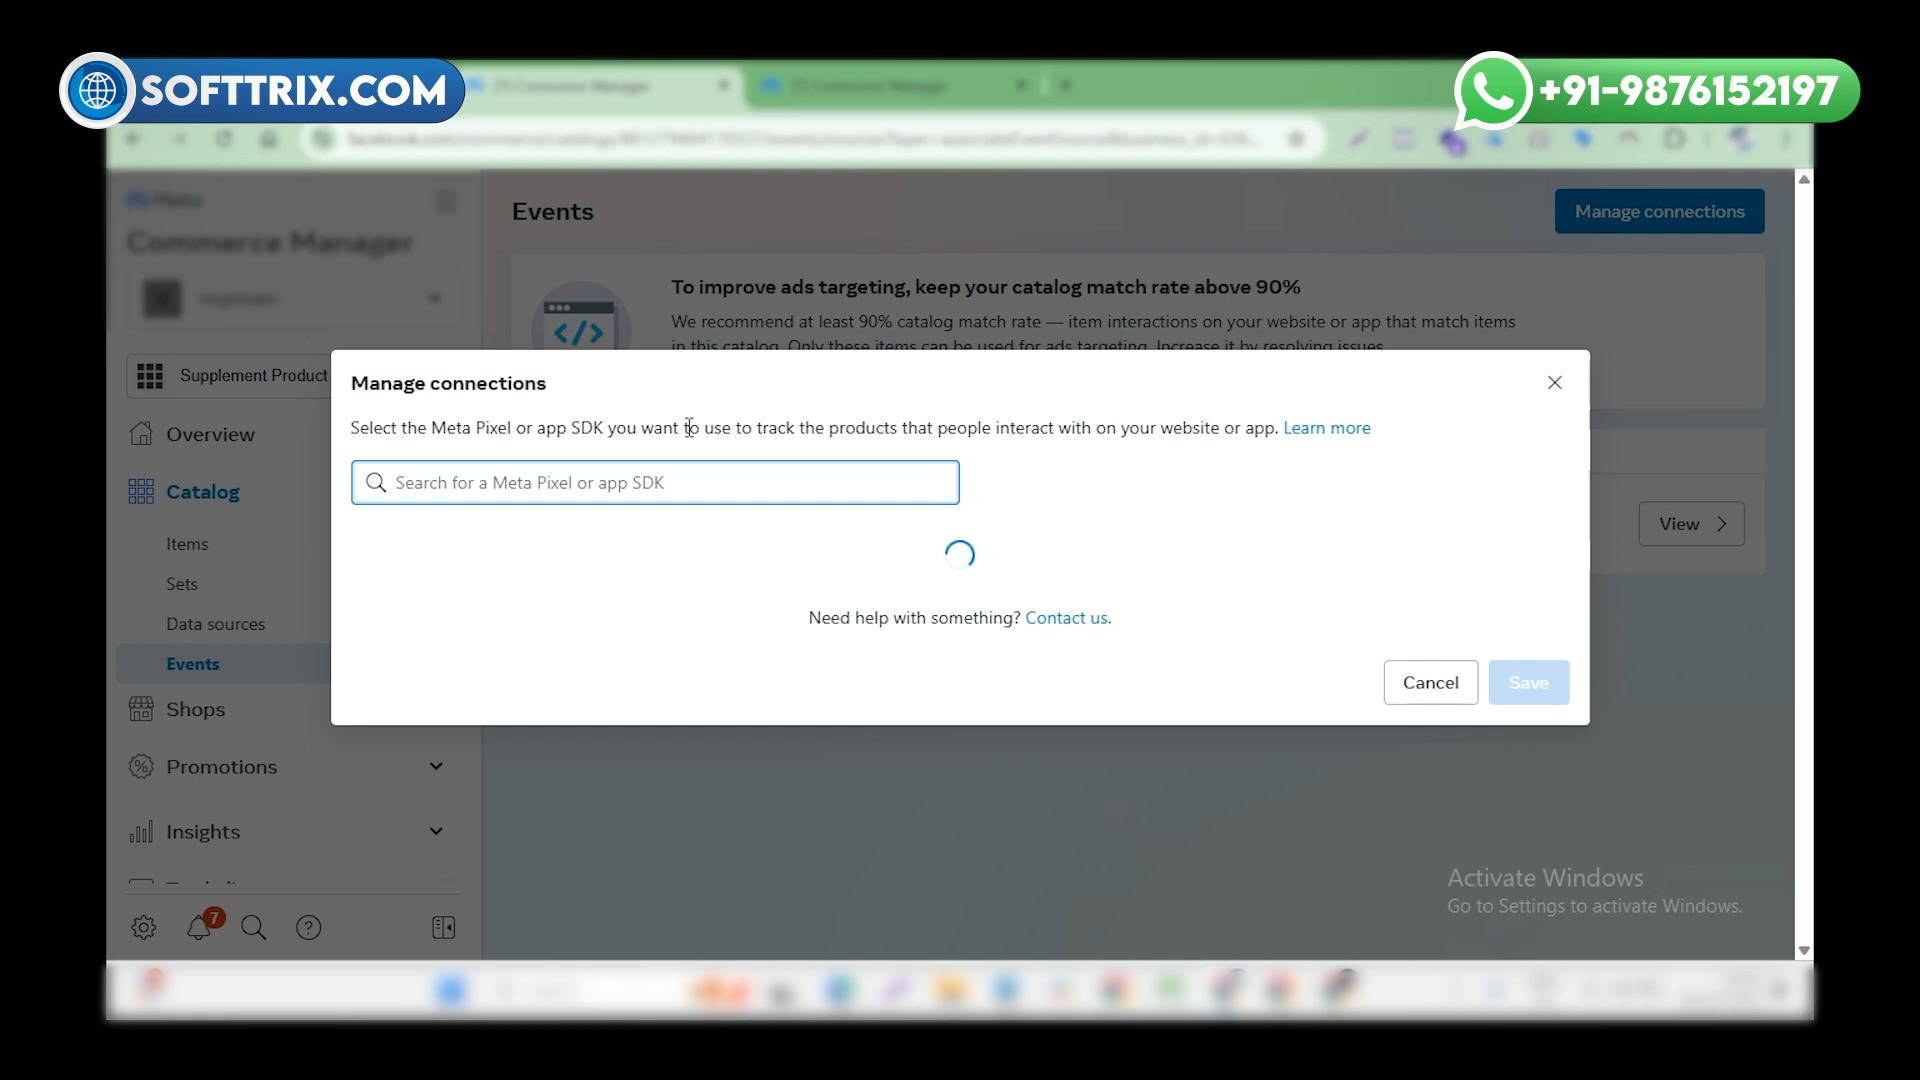 SOFTTRIX.COM
+91-9876152197
Commerce Manager
Commerce Manager
Meta
Commerce Manager
Events
Manage connections
To improve ads targeting, keep your catalog match rate above 90%
We recommend at least 90% catalog match rate — item interactions on your website or app that match items
in this catalog. Only these items can be used for ads targeting. Increase it by resolving issues.
Supplement Product
Manage connections
Select the Meta Pixel or app SDK you want to use to track the products that people interact with on your website or app. Learn more
Search for a Meta Pixel or app SDK
Need help with something? Contact us.
Cancel
Save
View
Overview
Catalog
Items
Sets
Data sources
Events
Shops
Promotions
Insights
7
Activate Windows
Go to Settings to activate Windows.